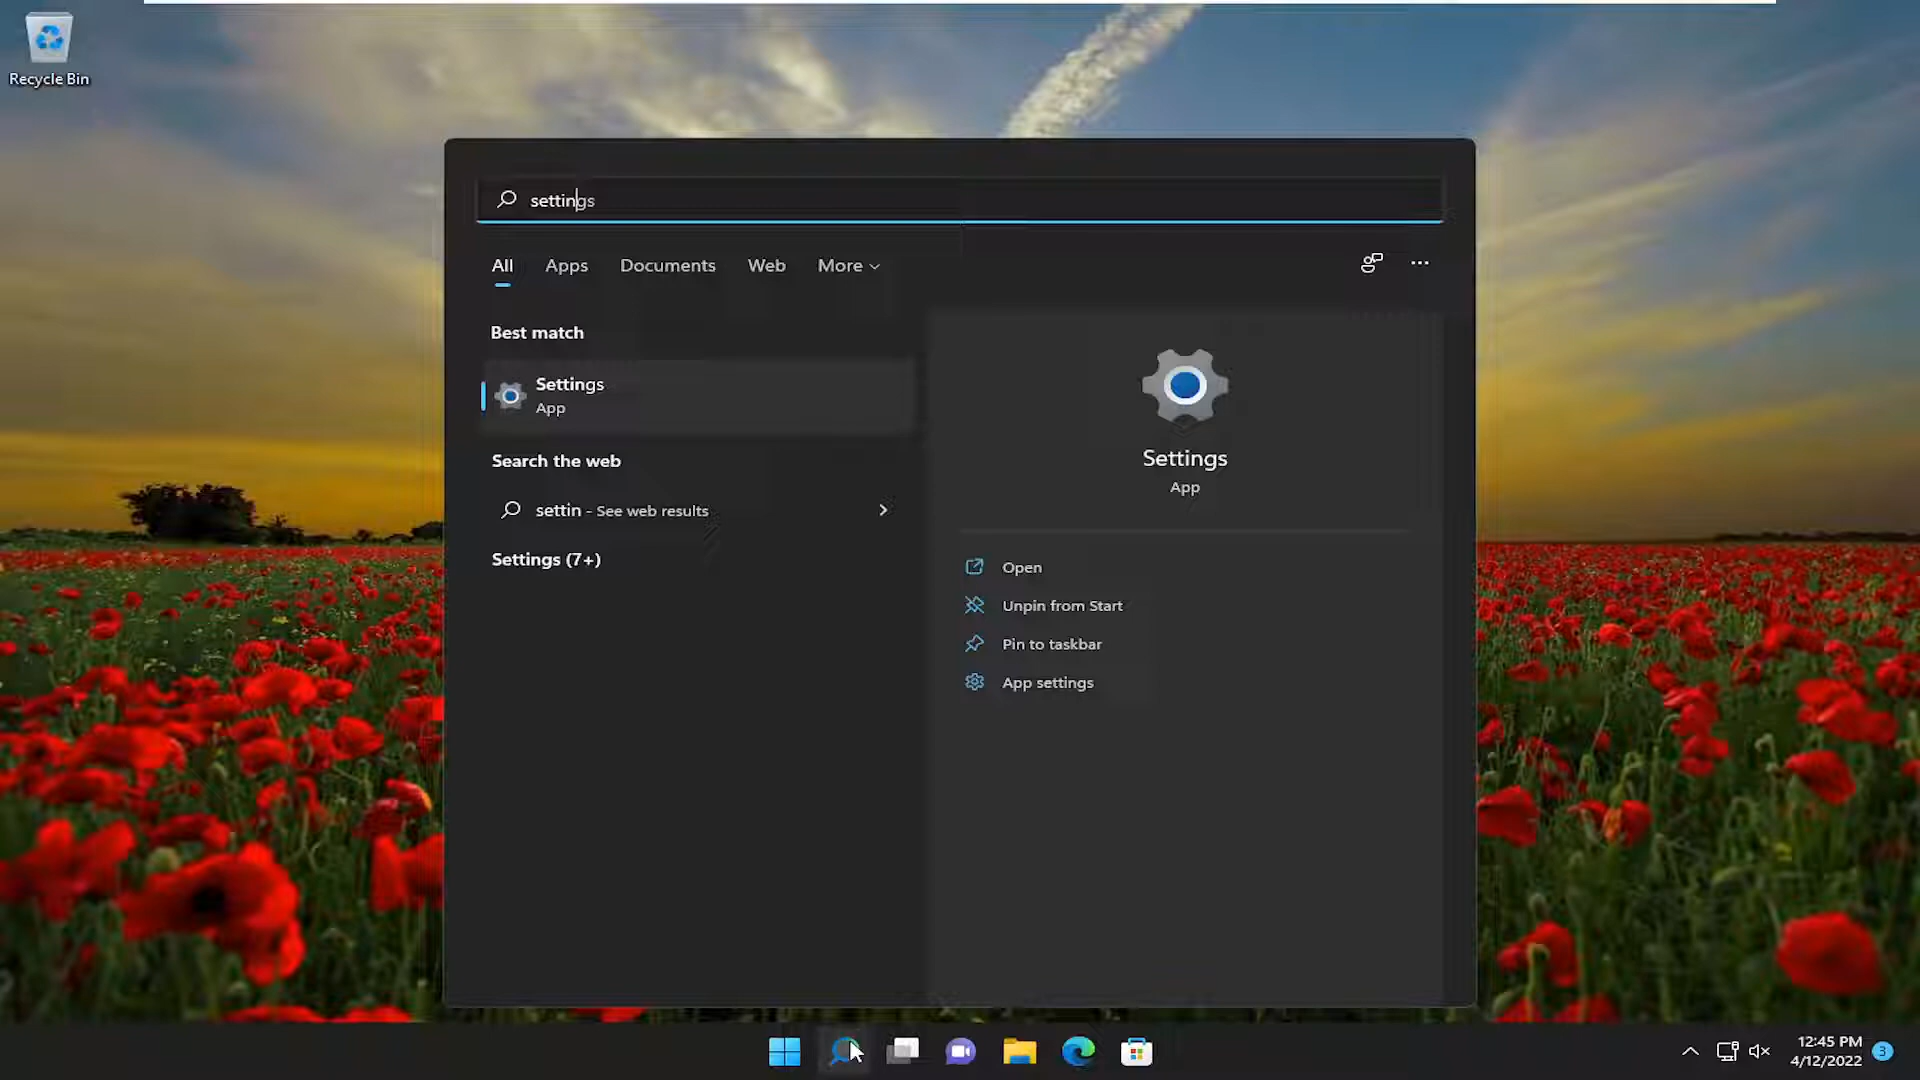 Recycle Bin
settings
All Apps Documents Web More
Best match
Settings
App
Search the web
settin - See web results
Settings (7+)
Settings
App
Open
Unpin from Start
Pin to taskbar
App settings
12:45 PM
4/12/2022
3